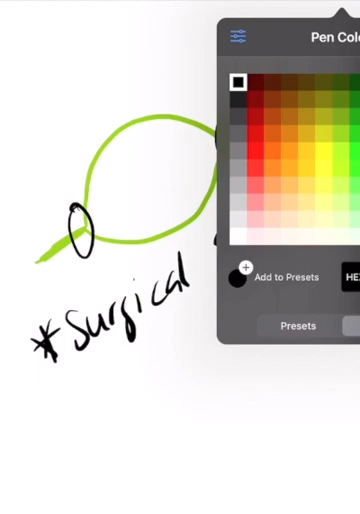 Pen Colo
Add to Presets
HE
*Surgical
Presets